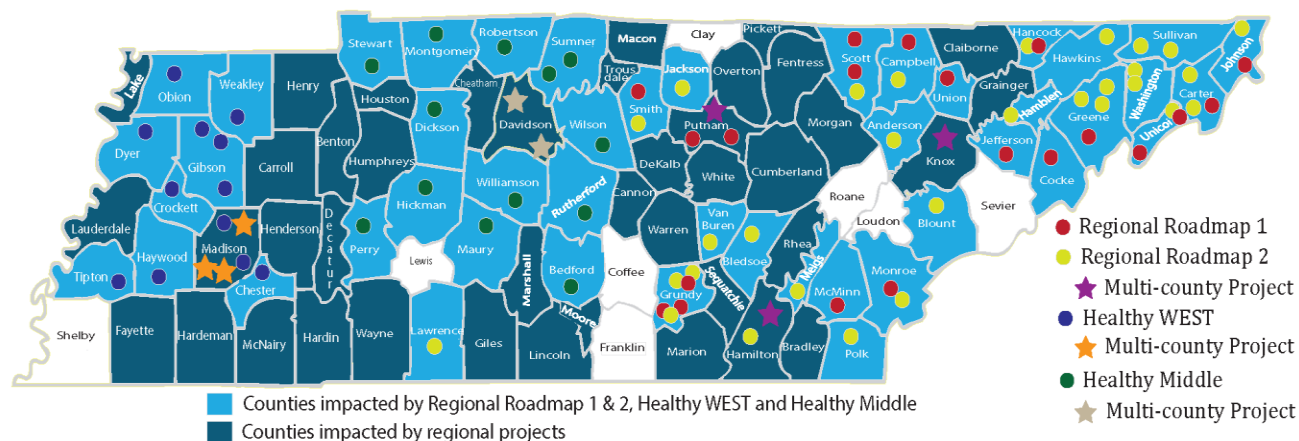 Stewart
Montgomery
Robertson
Sumner
Macon
Clay
Pickett
Claiborne
Hancock
Sullivan
Johnson
Lake
Obion
Weakley
Henry
Houston
Cheatham
Trous
dale
Jackson
Overton
Fentress
Scott
Campbell
Union
Grainger
Hawkins
Hamblen
Washington
Carter
Unicoi
Greene
Dyer
Gibson
Carroll
Benton
Humphreys
Dickson
Davidson
Wilson
Smith
Putnam
Morgan
Anderson
Knox
Jefferson
Cocke
Crockett
DeKalb
White
Cumberland
Lauderdale
Haywood
Madison
Henderson
Decatur
Perry
Hickman
Williamson
Rutherford
Cannon
Warren
Van
Buren
Bledsoe
Rhea
Roane
Loudon
Blount
Sevier
Tipton
Chester
Lewis
Maury
Marshall
Bedford
Coffee
Grundy
Sequatchie
Meigs
McMinn
Monroe
Shelby
Fayette
Hardeman
McNairy
Hardin
Wayne
Lawrence
Giles
Lincoln
Moore
Franklin
Marion
Hamilton
Bradley
Polk
Regional Roadmap 1
Regional Roadmap 2
Multi-county Project
Healthy WEST
Multi-county Project
Healthy Middle
Multi-county Project
Counties impacted by Regional Roadmap 1 & 2, Healthy WEST and Healthy Middle
Counties impacted by regional projects